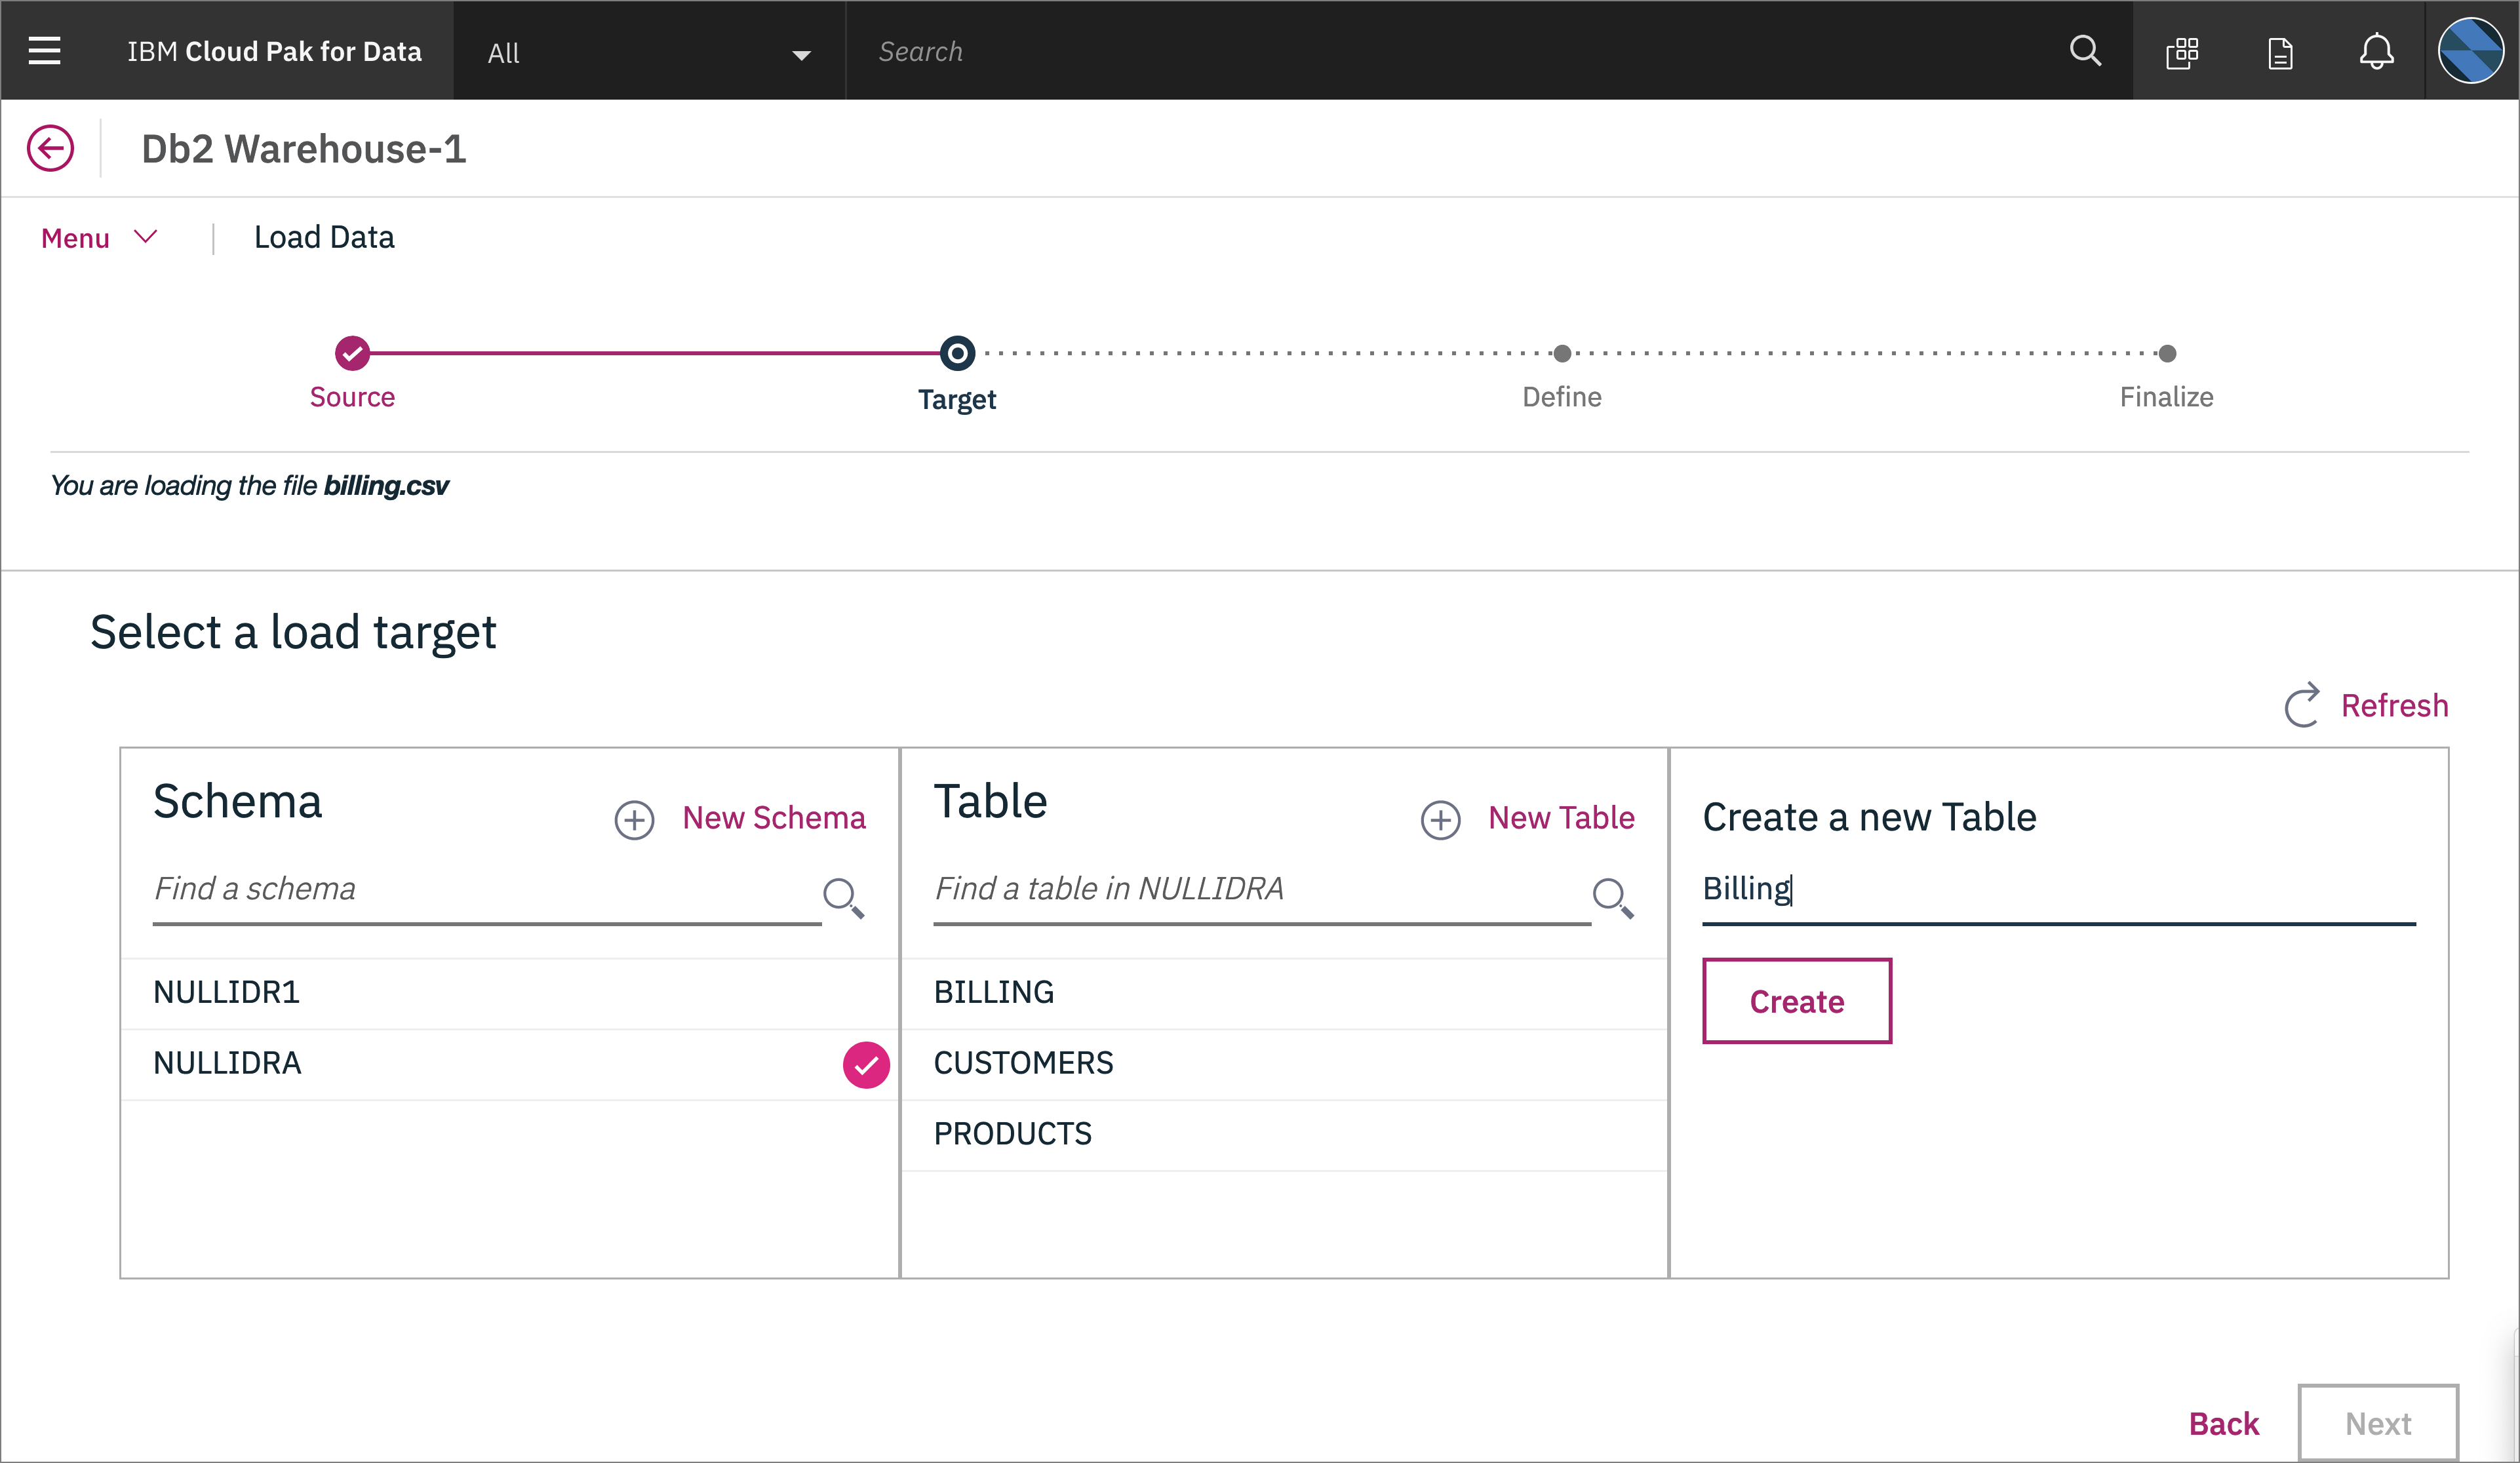 IBM Cloud Pak for Data
All
Search
Db2 Warehouse-1
Menu
Load Data
Source
Target
Define
Finalize
You are loading the file billing.csv
Select a load target
Refresh
Schema
New Schema
Find a schema
NULLIDR1
NULLIDRA
Table
New Table
Find a table in NULLIDRA
BILLING
CUSTOMERS
PRODUCTS
Create a new Table
Billing
Create
Back
Next